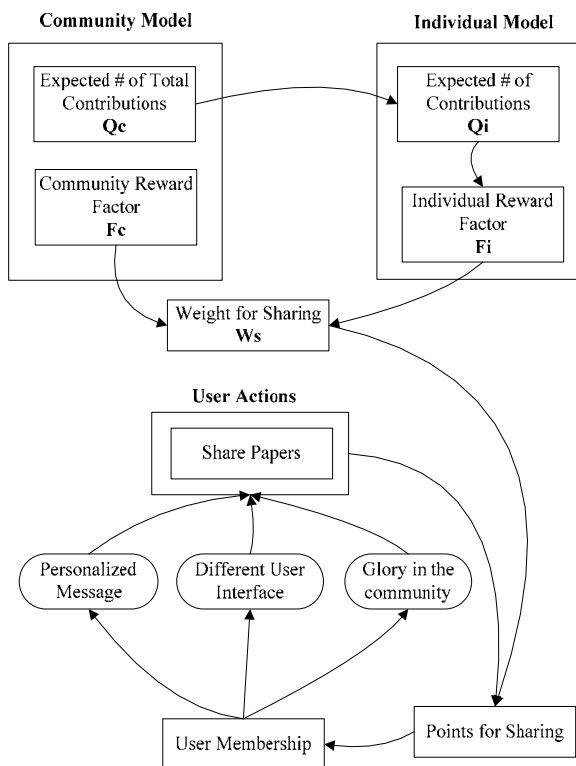 Community Model
Individual Model
Expected # of Total
Contributions
Qc
Expected # of
Contributions
Qi
Community Reward
Factor
Fc
Individual Reward
Factor
Fi
Weight for Sharing
Ws
User Actions
Share Papers
Personalized
Message
Different User
Interface
Glory in the
community
User Membership
Points for Sharing